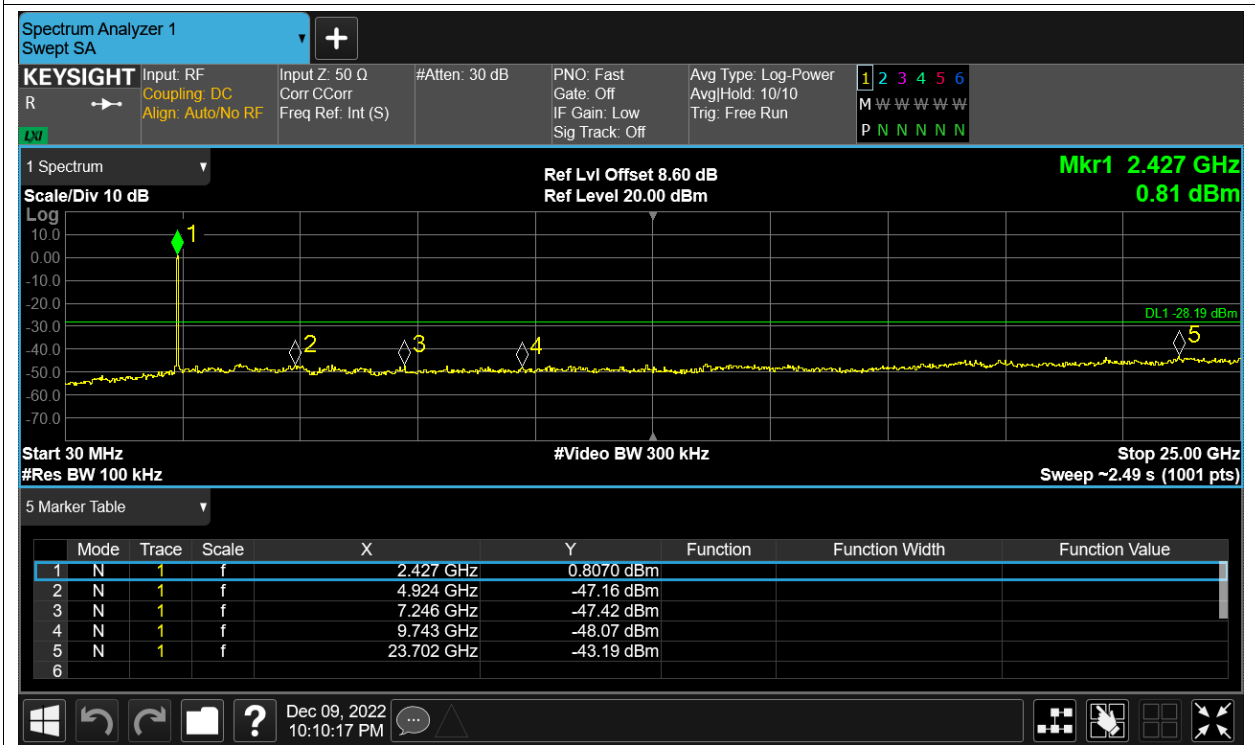 Spectrum Analyzer 1
Swept SA
+
KEYSIGHT Input: RF Input Z: 50 Ω #Atten: 30 dB PNO: Fast Avg Type: Log-Power 1 2 3 4 5 6
R Coupling: DC Corr CCorr Gate: Off Avg|Hold: 10/10 M W W W W W W
Align: Auto/No RF Freq Ref: Int (S) IF Gain: Low Trig: Free Run
LXI Sig Track: Off P N N N N N
1 Spectrum Ref Lvl Offset 8.60 dB Mkr1 2.427 GHz
Scale/Div 10 dB Ref Level 20.00 dBm 0.81 dBm
Log
10.0 1
0.00
-10.0
-20.0
DL1 -28.19 dBm
-30.0
-40.0 2 3 4 5
-50.0
-60.0
-70.0
Start 30 MHz #Video BW 300 kHz Stop 25.00 GHz
#Res BW 100 kHz Sweep ~2.49 s (1001 pts)
5 Marker Table
Mode Trace Scale X Y Function Function Width Function Value
1 N 1 f 2.427 GHz 0.8070 dBm
2 N 1 f 4.924 GHz -47.16 dBm
3 N 1 f 7.246 GHz -47.42 dBm
4 N 1 f 9.743 GHz -48.07 dBm
5 N 1 f 23.702 GHz -43.19 dBm
6
? Dec 09, 2022
10:10:17 PM